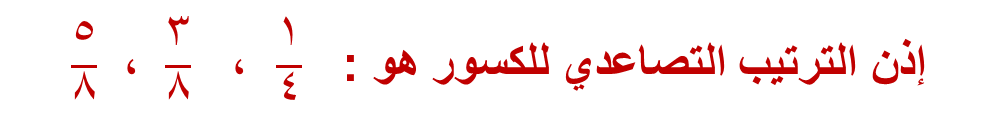 إذن الترتيب التصاعدي للكسور هو : ١/٤ ، ٣/٨ ، ٥/٨